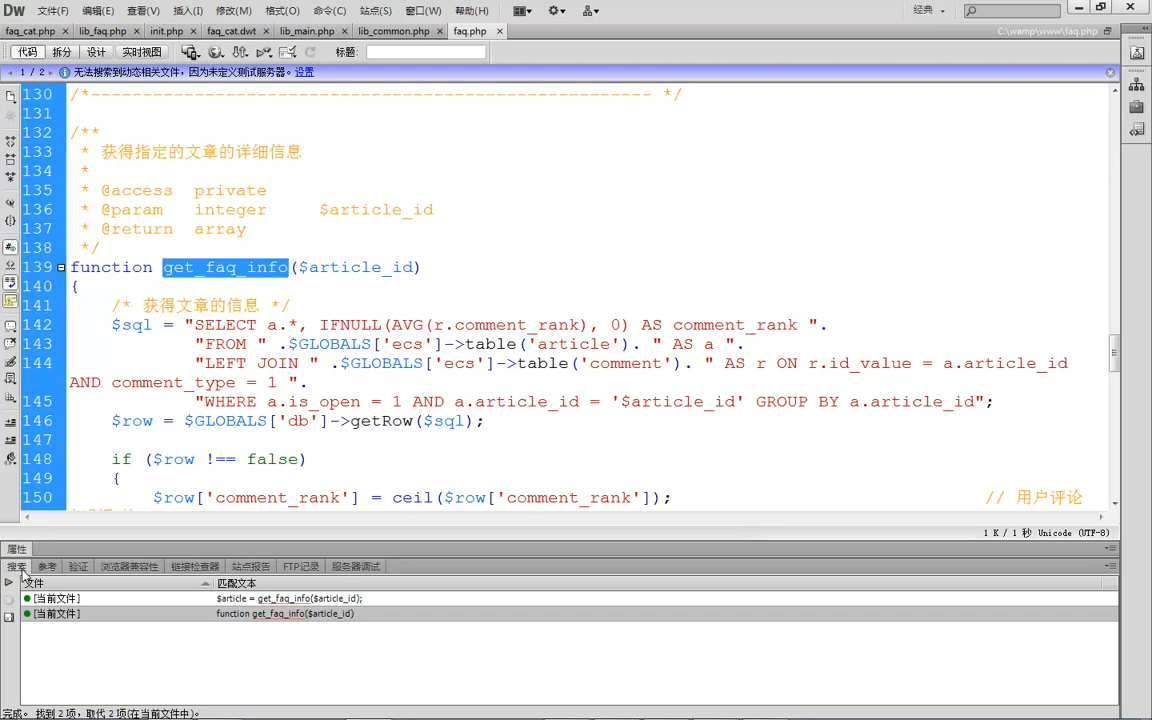 Dw 文件(F) 编辑(E) 查看(V) 插入(I) 修改(M) 格式(O) 命令(C) 站点(S) 窗口(W) 帮助(H) 经典
faq_cat.php × lib_faq.php × init.php × faq_cat.dwt × lib_main.php × lib_common.php × faq.php × C:\wamp\www\faq.php
代码 拆分 设计 实时视图 标题:
1 / 2 无法搜索到动态相关文件，因为未定义测试服务器。 设置
130 /*------------------------------------------------------ */
131
132 /**
133 * 获得指定的文章的详细信息
134 *
135 * @access private
136 * @param integer $article_id
137 * @return array
138 */
139 function get_faq_info($article_id)
140 {
141 /* 获得文章的信息 */
142 $sql = "SELECT a.*, IFNULL(AVG(r.comment_rank), 0) AS comment_rank ".
143 "FROM " .$GLOBALS['ecs']->table('article'). " AS a ".
144 "LEFT JOIN " .$GLOBALS['ecs']->table('comment'). " AS r ON r.id_value = a.article_id
AND comment_type = 1 ".
145 "WHERE a.is_open = 1 AND a.article_id = '$article_id' GROUP BY a.article_id";
146 $row = $GLOBALS['db']->getRow($sql);
147
148 if ($row !== false)
149 {
150 $row['comment_rank'] = ceil($row['comment_rank']); // 用户评论
1 K / 1 秒 Unicode (UTF-8)
属性
搜索 参考 验证 浏览器兼容性 链接检查器 站点报告 FTP记录 服务器调试
文件 匹配文本
[当前文件] $article = get_faq_info($article_id);
[当前文件] function get_faq_info($article_id)
完成。 找到 2 项，取代 2 项(在当前文件中)。